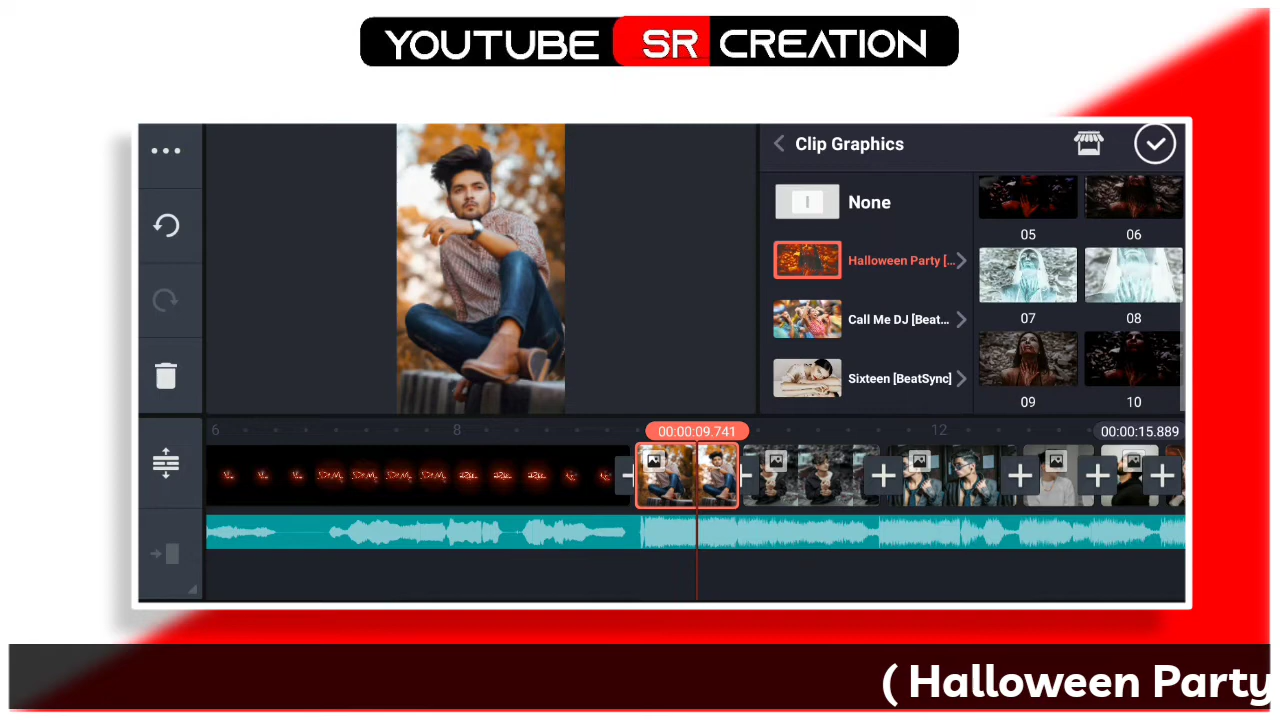 YOUTUBE SR CREATION
Clip Graphics
None
05 06
Halloween Party [...
07 08
Call Me DJ [Beat...
Sixteen [BeatSync]
09 10
6 8 00:00:09.741 12 00:00:15.889
( Halloween Party